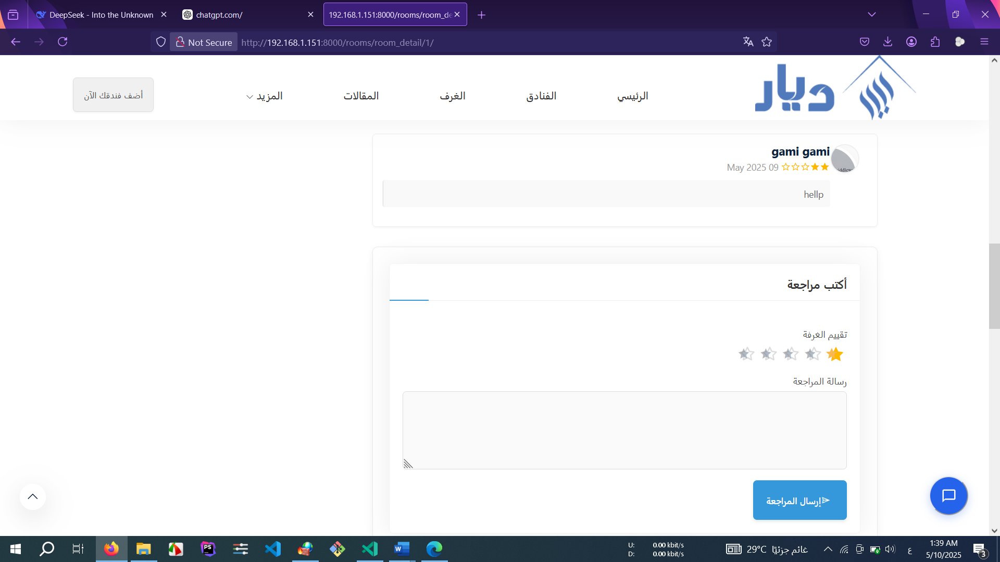 DeepSeek - Into the Unknown
chatgpt.com/
192.168.1.151:8000/rooms/room_de
Not Secure
http://192.168.1.151:8000/rooms/room_detail/1/
ديار
الرئيسي
الفنادق
الغرف
المقالات
المزيد
أضف فندقك الآن
gami gami
May 2025 09
hellp
أكتب مراجعة
تقييم الغرفة
رسالة المراجعة
إرسال المراجعة
PS
W
U: 0.00 kbit/s
D: 0.00 kbit/s
29°C غائم جزئيًا
ع
1:39 AM
5/10/2025
3